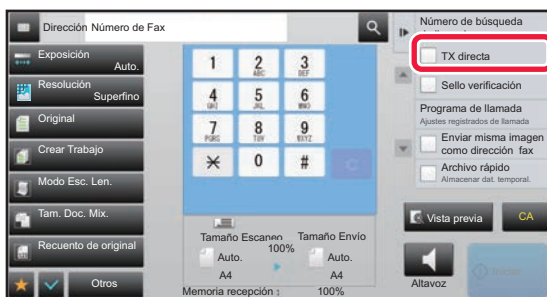 Dirección Número de Fax
Exposición
Auto.
Resolución
Superfino
Original
Crear Trabajo
Modo Esc. Len.
Tam. Doc. Mix.
Recuento de original
Otros
1
2
ABC
3
DEF
4
GHI
5
JKL
6
MNO
7
PQRS
8
TUV
9
WXYZ
0
#
C
Tamaño Escaneo
Tamaño Envío
100%
Auto.
A4
Auto.
A4
Memoria recepción :
100%
Número de búsqueda
TX directa
Sello verificación
Programa de llamada
Ajustes registrados de llamada
Enviar misma imagen
como dirección fax
Archivo rápido
Almacenar dat. temporal.
Vista previa
CA
Altavoz